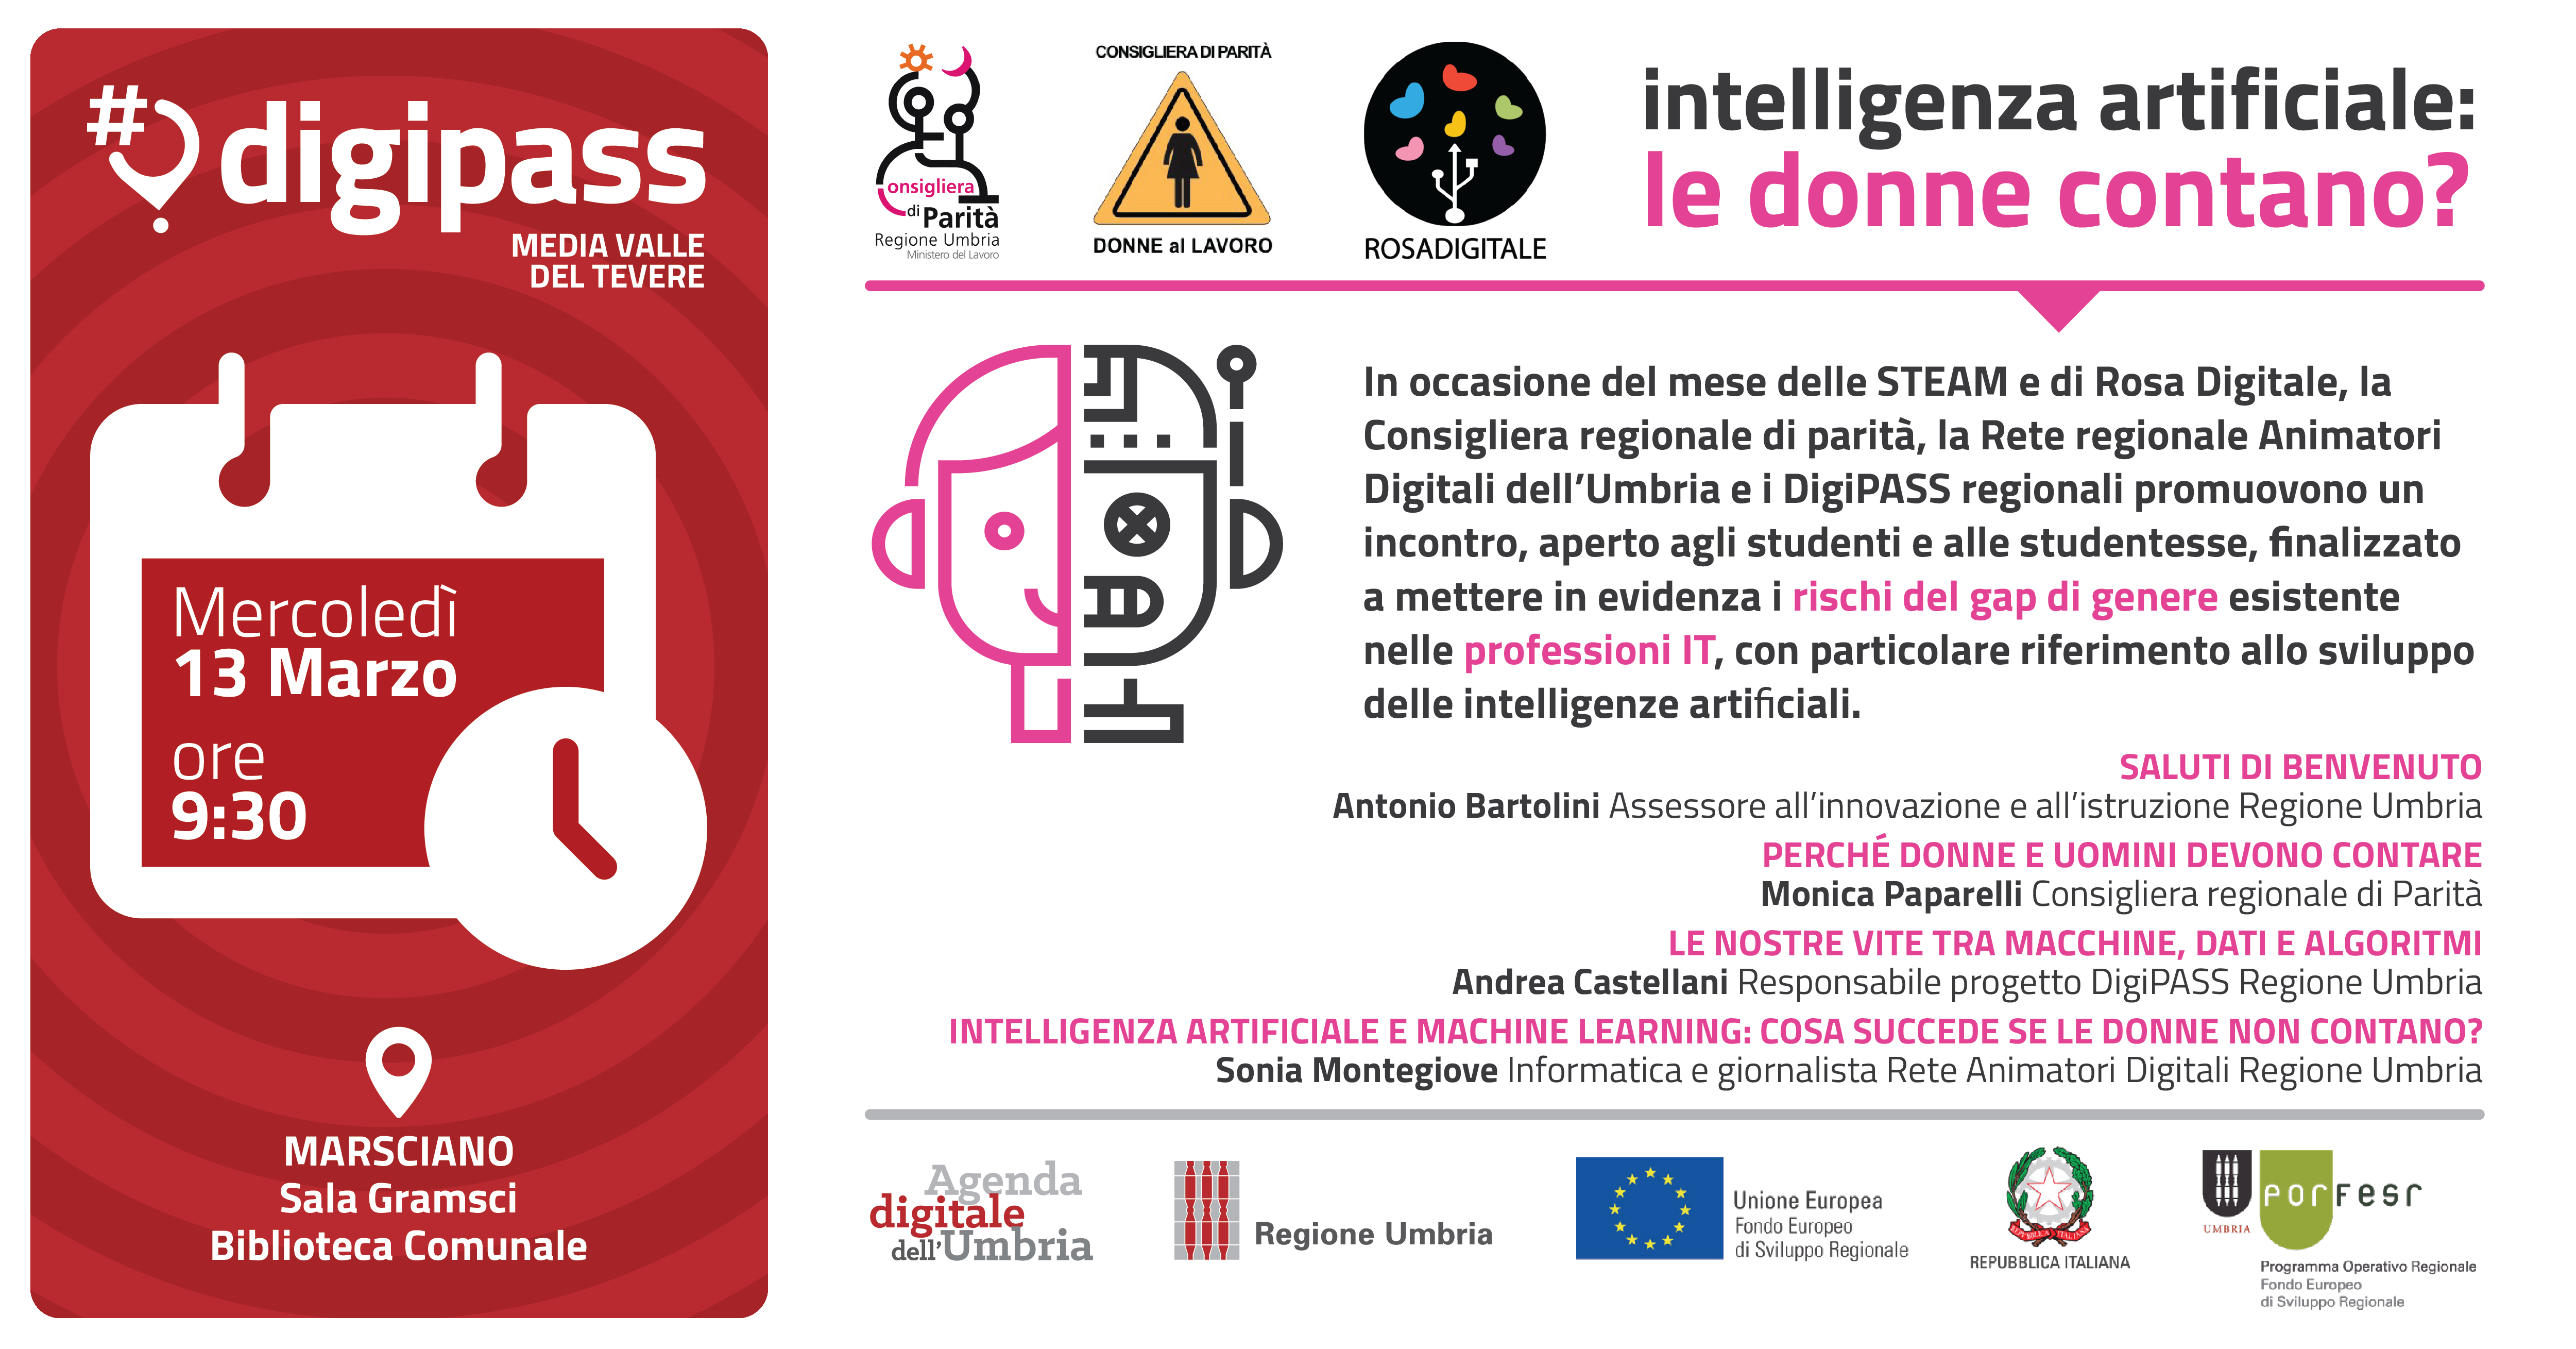 #digipass
MEDIA VALLE
DEL TEVERE
Mercoledì
13 Marzo
ore
9:30
MARSCIANO
Sala Gramsci
Biblioteca Comunale
Consigliera
di Parità
Regione Umbria
Ministero del Lavoro
CONSIGLIERA DI PARITÀ
DONNE al LAVORO
ROSADIGITALE
intelligenza artificiale:
le donne contano?
In occasione del mese delle STEAM e di Rosa Digitale, la
Consigliera regionale di parità, la Rete regionale Animatori
Digitali dell'Umbria e i DigiPASS regionali promuovono un
incontro, aperto agli studenti e alle studentesse, finalizzato
a mettere in evidenza i rischi del gap di genere esistente
nelle professioni IT, con particolare riferimento allo sviluppo
delle intelligenze artificiali.
SALUTI DI BENVENUTO
Antonio Bartolini Assessore all'innovazione e all'istruzione Regione Umbria
PERCHÉ DONNE E UOMINI DEVONO CONTARE
Monica Paparelli Consigliera regionale di Parità
LE NOSTRE VITE TRA MACCHINE, DATI E ALGORITMI
Andrea Castellani Responsabile progetto DigiPASS Regione Umbria
INTELLIGENZA ARTIFICIALE E MACHINE LEARNING: COSA SUCCEDE SE LE DONNE NON CONTANO?
Sonia Montegiove Informatica e giornalista Rete Animatori Digitali Regione Umbria
Agenda
digitale
dell'Umbria
Regione Umbria
Unione Europea
Fondo Europeo
di Sviluppo Regionale
REPVBBLICA ITALIANA
REPUBBLICA ITALIANA
UMBRIA
porFesr
Programma Operativo Regionale
Fondo Europeo
di Sviluppo Regionale